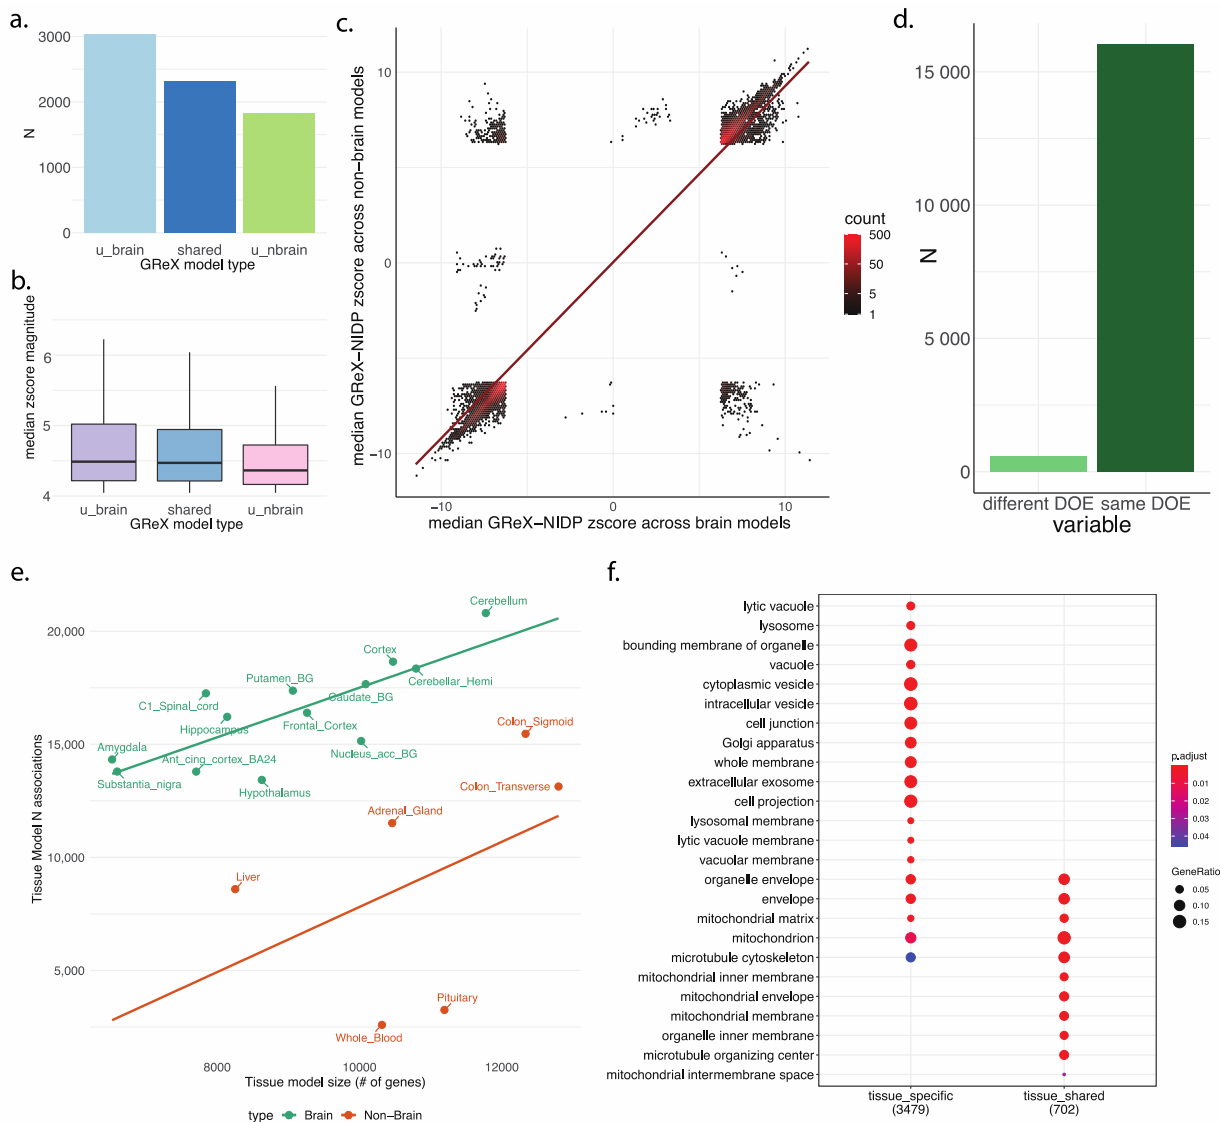 a.
3000
2000
1000
0
N
u_brain
shared
u_nbrain
GReX model type
b.
median zscore magnitude
6
5
4
u_brain
shared
u_nbrain
GReX model type
c.
median GReX−NIDP zscore across non−brain models
10
0
−10
−10
0
10
median GReX−NIDP zscore across brain models
count
500
50
5
1
d.
N
15 000
10 000
5 000
0
different DOE
same DOE
variable
e.
Tissue Model N associations
20,000
15,000
10,000
5,000
Cerebellum
Cortex
Cerebellar_Hemi
Putamen_BG
Caudate_BG
C1_Spinal_cord
Hippocampus
Frontal_Cortex
Colon_Sigmoid
Nucleus_acc_BG
Amygdala
Ant_cing_cortex_BA24
Substantia_nigra
Hypothalamus
Colon_Transverse
Adrenal_Gland
Liver
Pituitary
Whole_Blood
8000
10000
12000
Tissue model size (# of genes)
type
Brain
Non−Brain
f.
lytic vacuole
lysosome
bounding membrane of organelle
vacuole
cytoplasmic vesicle
intracellular vesicle
cell junction
Golgi apparatus
whole membrane
extracellular exosome
cell projection
lysosomal membrane
lytic vacuole membrane
vacuolar membrane
organelle envelope
envelope
mitochondrial matrix
mitochondrion
microtubule cytoskeleton
mitochondrial inner membrane
mitochondrial envelope
mitochondrial membrane
organelle inner membrane
microtubule organizing center
mitochondrial intermembrane space
tissue_specific
(3479)
tissue_shared
(702)
p.adjust
0.01
0.02
0.03
0.04
GeneRatio
0.05
0.10
0.15